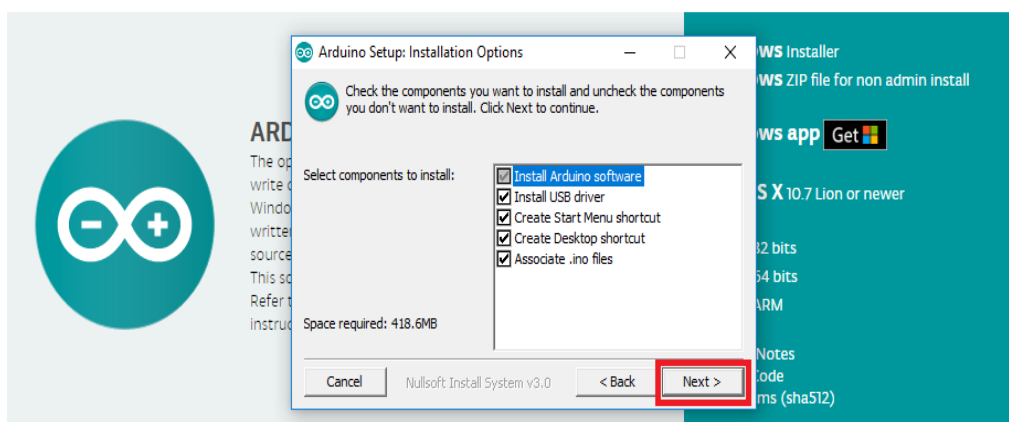 Arduino Setup: Installation Options
Check the components you want to install and uncheck the components
you don't want to install. Click Next to continue.
Select components to install:
Install Arduino software
Install USB driver
Create Start Menu shortcut
Create Desktop shortcut
Associate .ino files
Space required: 418.6MB
Cancel
Nullsoft Install System v3.0
< Back
Next >
ARD
The op
write
Windo
writte
source
This
Refer t
instruc
ws Installer
ws ZIP file for non admin install
ws app Get
S X 10.7 Lion or newer
32 bits
64 bits
ARM
Notes
Code
ms (sha512)